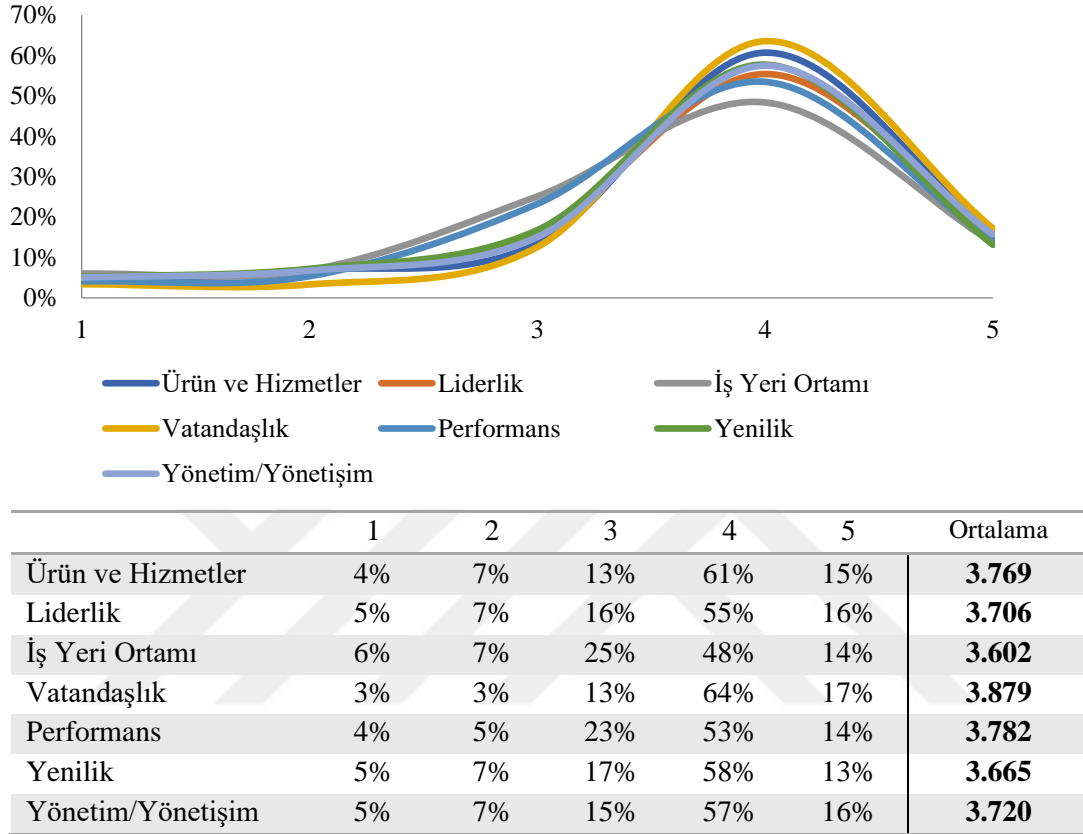 70%
60%
50%
40%
30%
20%
10%
0%
1 2 3 4 5
Ürün ve Hizmetler Liderlik İş Yeri Ortamı
Vatandaşlık Performans Yenilik
Yönetim/Yönetişim
1 2 3 4 5 Ortalama
Ürün ve Hizmetler 4% 7% 13% 61% 15% 3.769
Liderlik 5% 7% 16% 55% 16% 3.706
İş Yeri Ortamı 6% 7% 25% 48% 14% 3.602
Vatandaşlık 3% 3% 13% 64% 17% 3.879
Performans 4% 5% 23% 53% 14% 3.782
Yenilik 5% 7% 17% 58% 13% 3.665
Yönetim/Yönetişim 5% 7% 15% 57% 16% 3.720